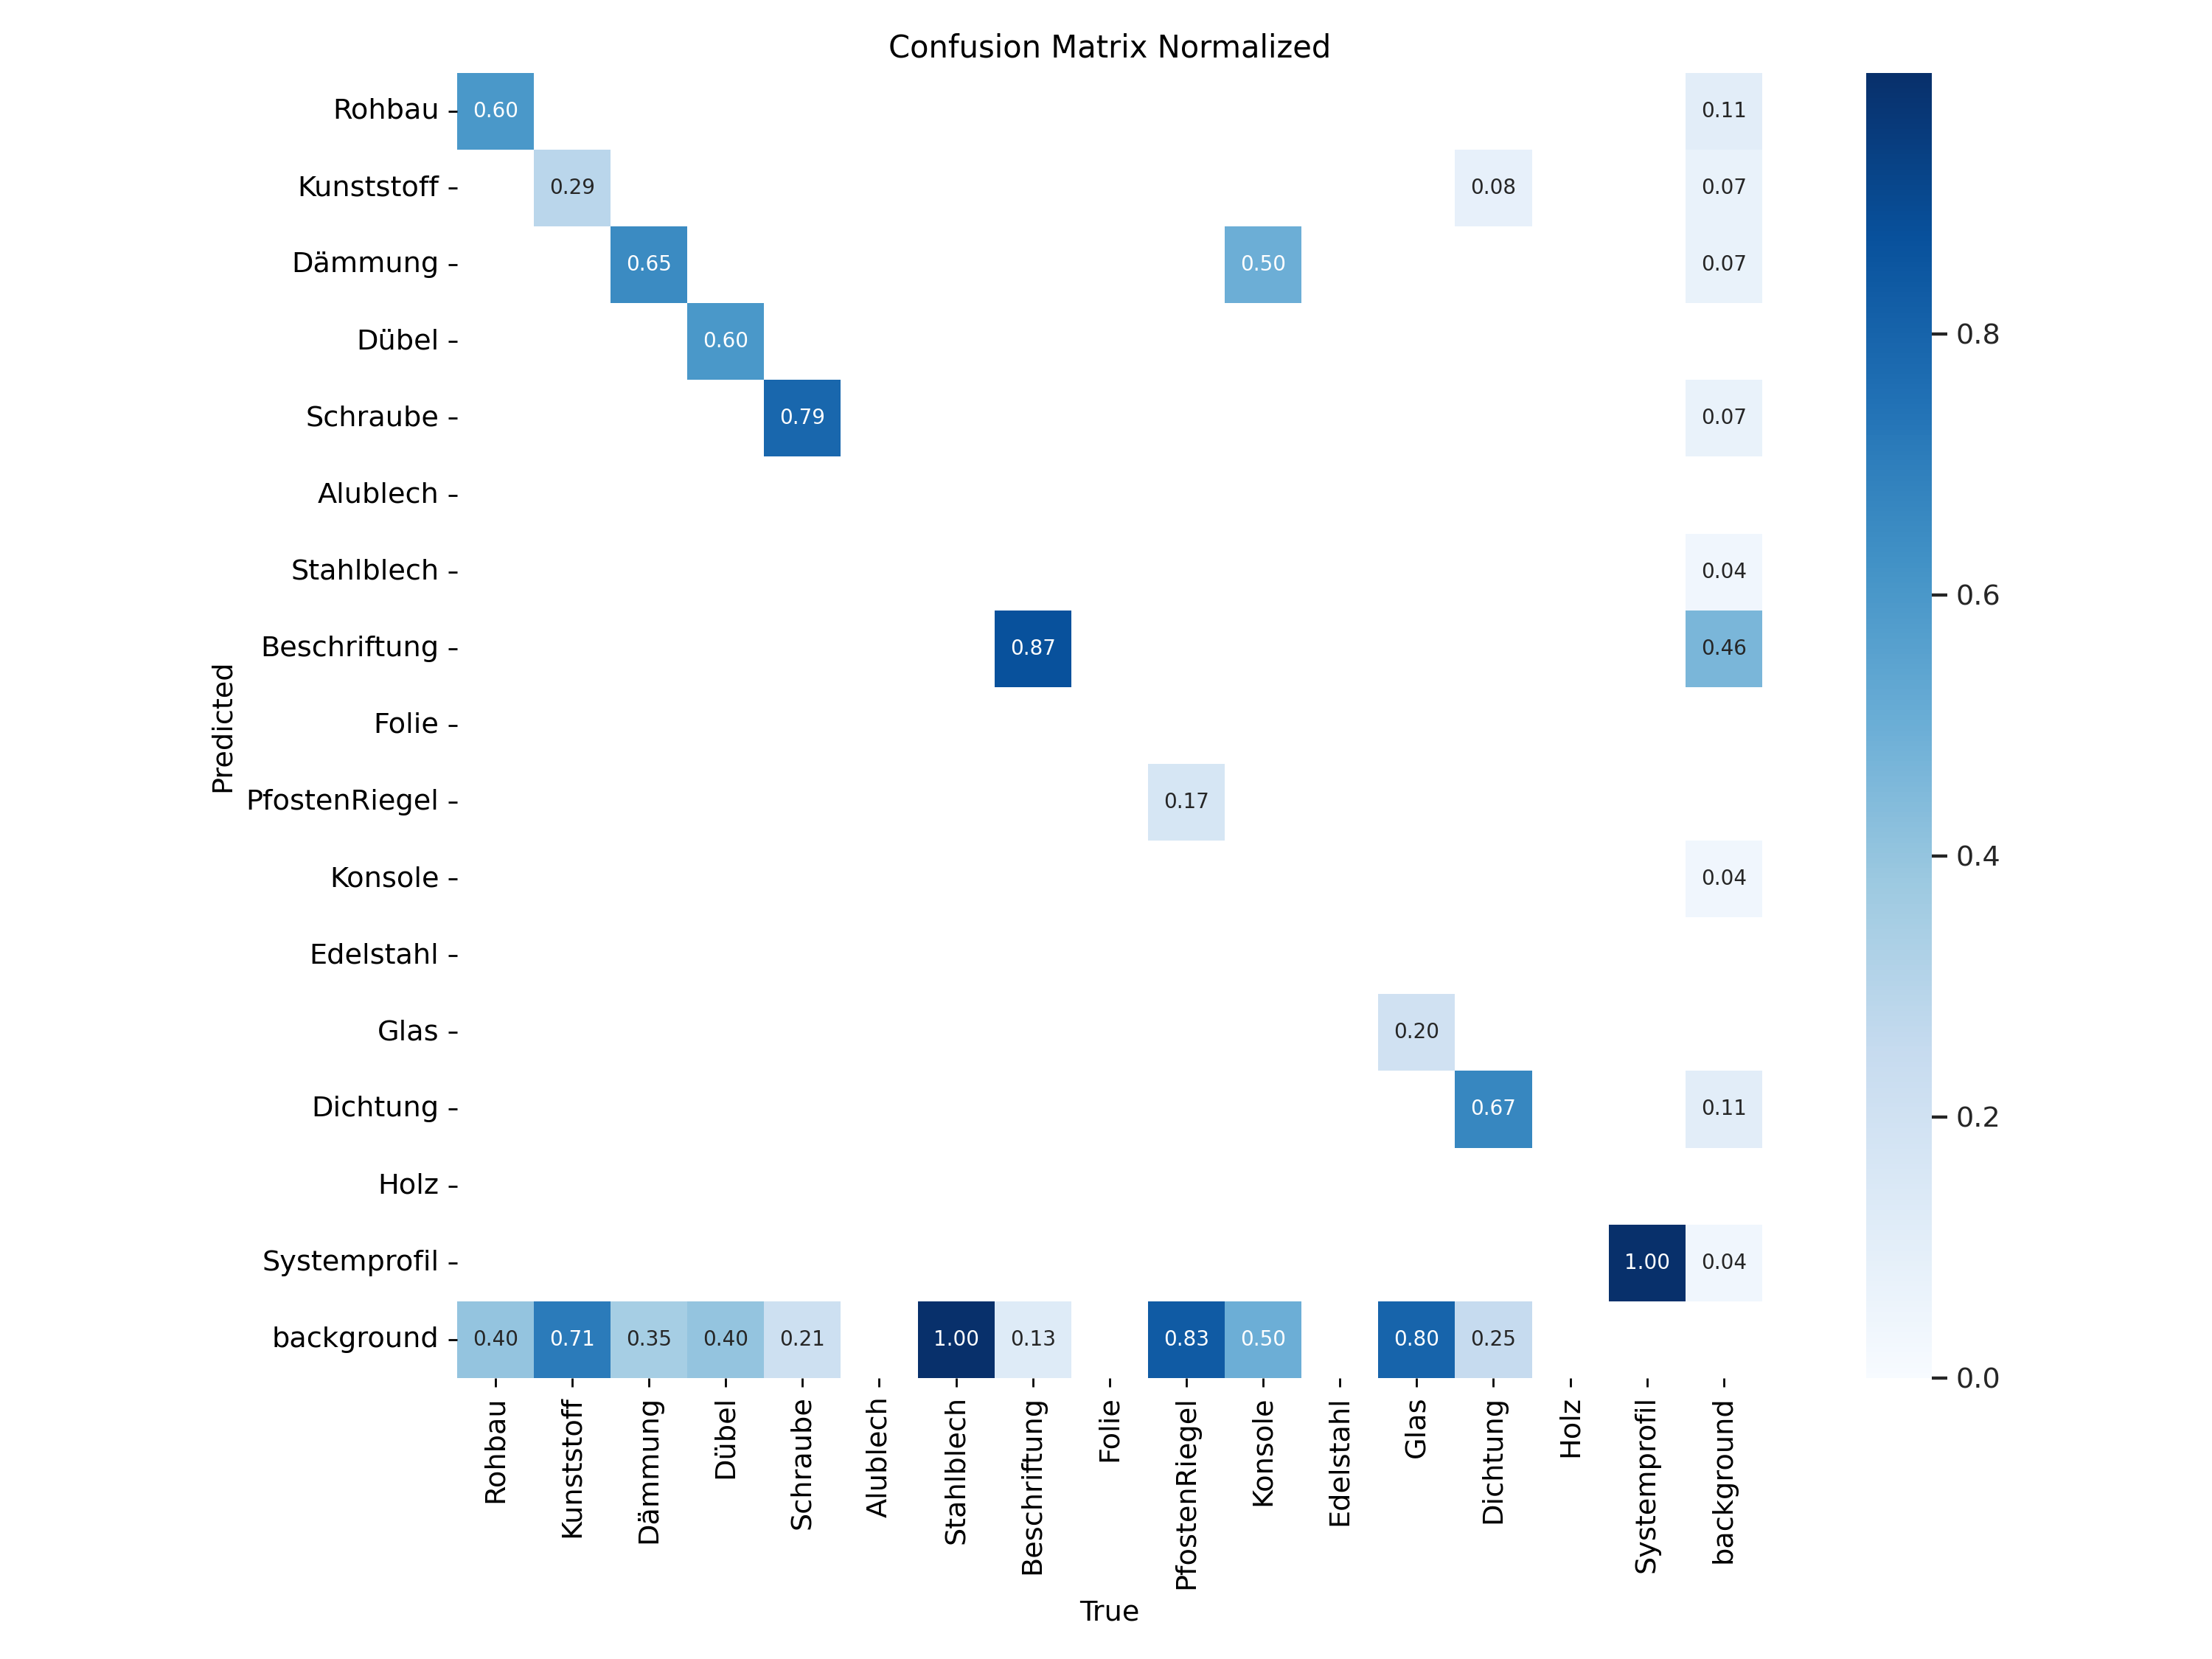 Confusion Matrix Normalized
Rohbau 0.60 0.11
Kunststoff 0.29 0.08 0.07
Dämmung 0.65 0.50 0.07
Dübel 0.60
Schraube 0.79 0.07
Alublech
Stahlblech 0.04
Beschriftung 0.87 0.46
Folie
PfostenRiegel 0.17
Konsole 0.04
Edelstahl
Glas 0.20
Dichtung 0.67 0.11
Holz
Systemprofil 1.00 0.04
background 0.40 0.71 0.35 0.40 0.21 1.00 0.13 0.83 0.50 0.80 0.25
Predicted
Rohbau
Kunststoff
Dämmung
Dübel
Schraube
Alublech
Stahlblech
Beschriftung
Folie
PfostenRiegel
Konsole
Edelstahl
Glas
Dichtung
Holz
Systemprofil
background
True
0.8
0.6
0.4
0.2
0.0